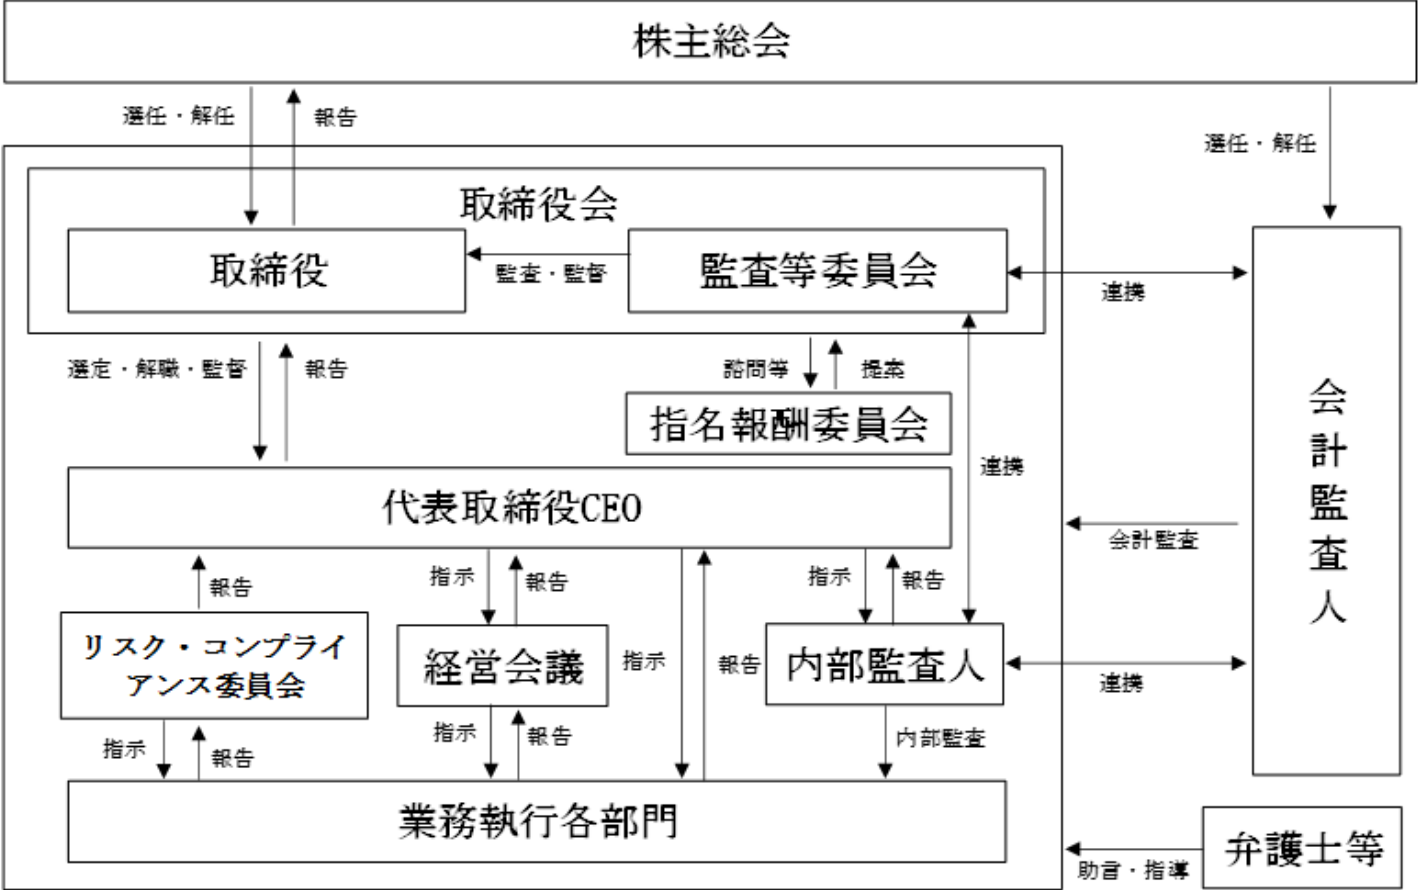 株主総会
選任・解任
報告
選任・解任
取締役会
取締役
監査・監督
監査等委員会
連携
選定・解職・監督
報告
諮問等
提案
指名報酬委員会
連携
代表取締役CEO
会計監査人
会計監査
報告
指示
報告
指示
報告
リスク・コンプライ
アンス委員会
経営会議
指示
報告
内部監査人
連携
指示
報告
指示
報告
内部監査
業務執行各部門
弁護士等
助言・指導